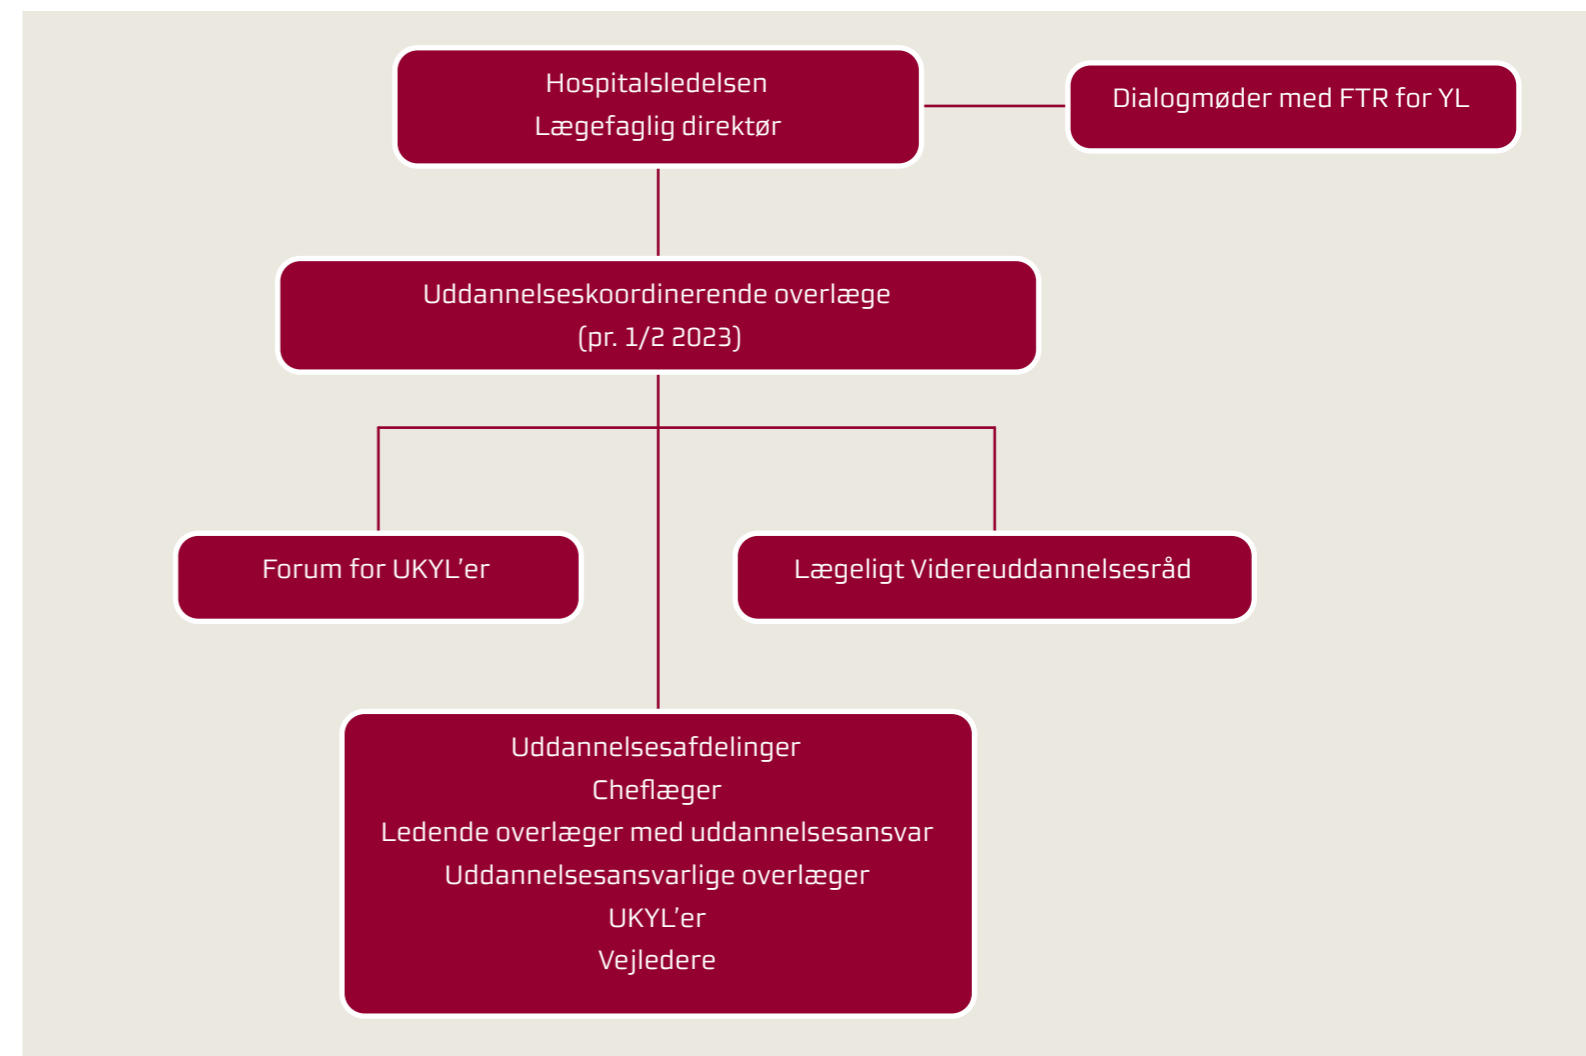 Hospitalsledelsen
Lægefaglig direktør
Dialogmøder med FTR for YL
Uddannelseskoordinerende overlæge
(pr. 1/2 2023)
Forum for UKYL’er
Lægeligt Videreuddannelsesråd
Uddannelsesafdelinger
Cheflæger
Ledende overlæger med uddannelsesansvar
Uddannelsesansvarlige overlæger
UKYL’er
Vejledere